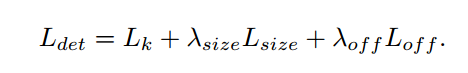 L_{det} = L_k + λ_{size}L_{size} + λ_{off}L_{off}.